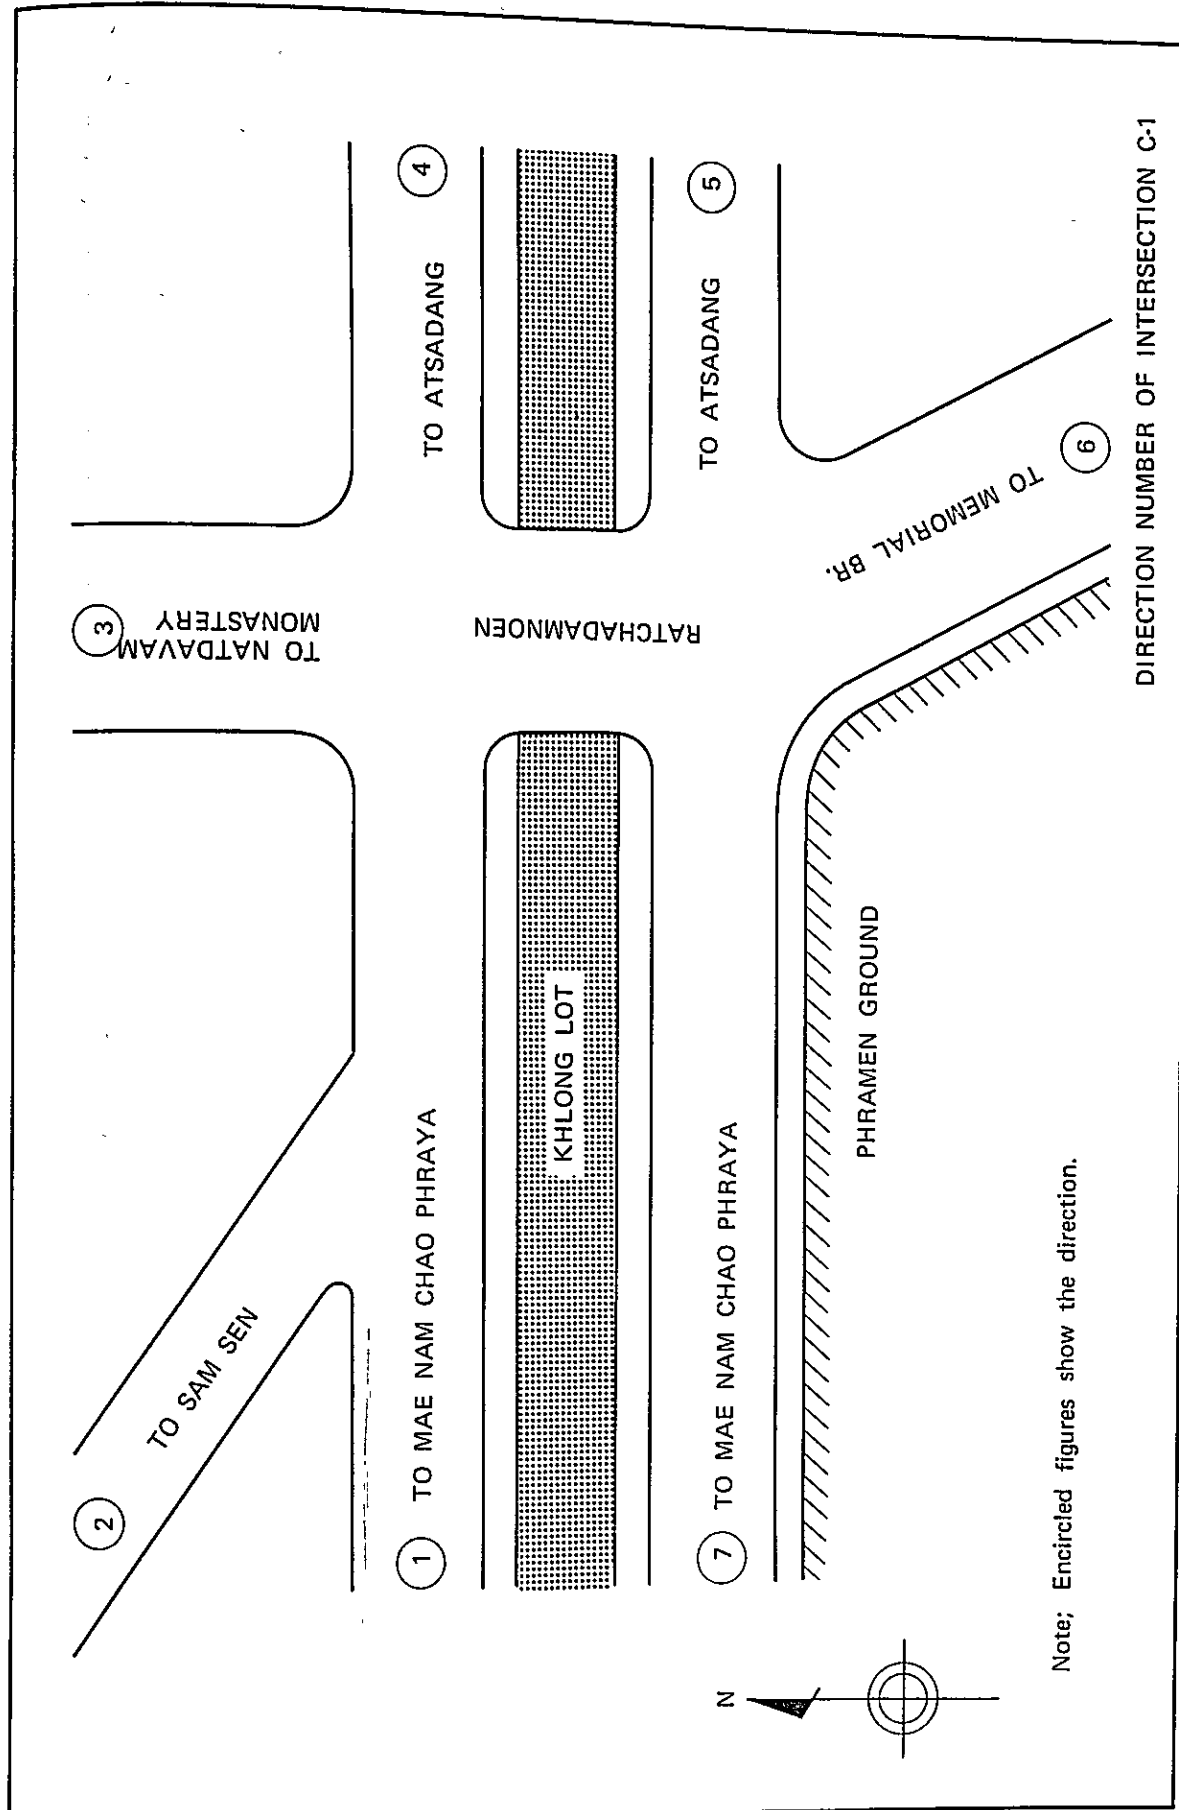 2
TO SAM SEN
3
TO NATDAVAM
MONASTERY
1
TO MAE NAM CHAO PHRAYA
TO ATSADANG
4
KHLONG LOT
RATCHADAMNOEN
7
TO MAE NAM CHAO PHRAYA
TO ATSADANG
5
TO MEMORIAL BR.
6
PHRAMEN GROUND
N
Note; Encircled figures show the direction.
DIRECTION NUMBER OF INTERSECTION C-1